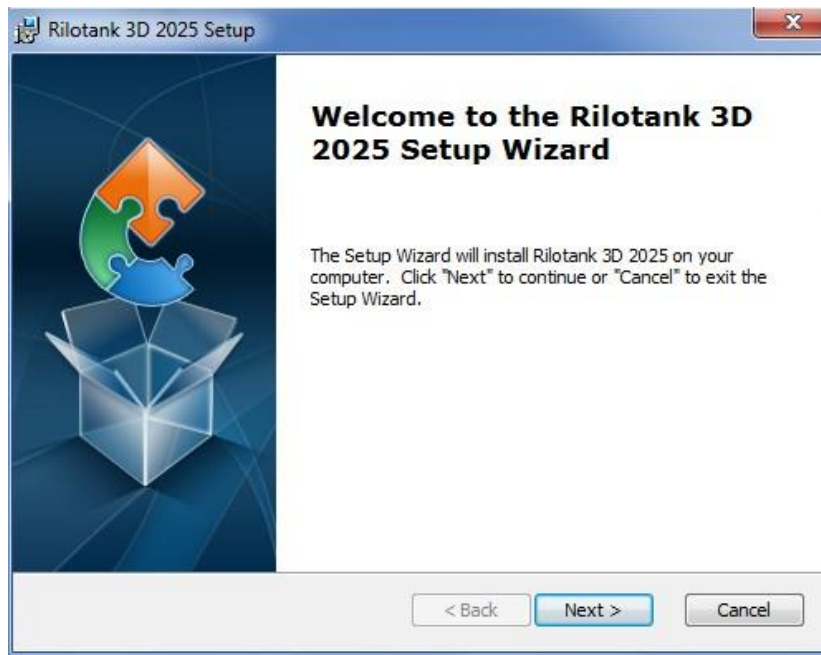 Rilotank 3D 2025 Setup
Welcome to the Rilotank 3D
2025 Setup Wizard
The Setup Wizard will install Rilotank 3D 2025 on your
computer. Click "Next" to continue or "Cancel" to exit the
Setup Wizard.
< Back Next > Cancel